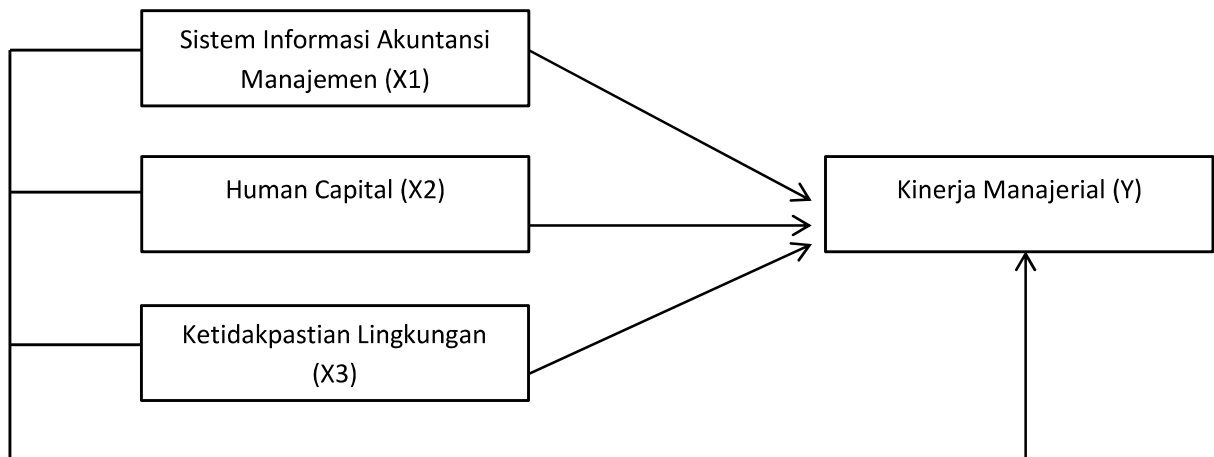 Sistem Informasi Akuntansi
Manajemen (X1)
Human Capital (X2)
Kinerja Manajerial (Y)
Ketidakpastian Lingkungan
(X3)